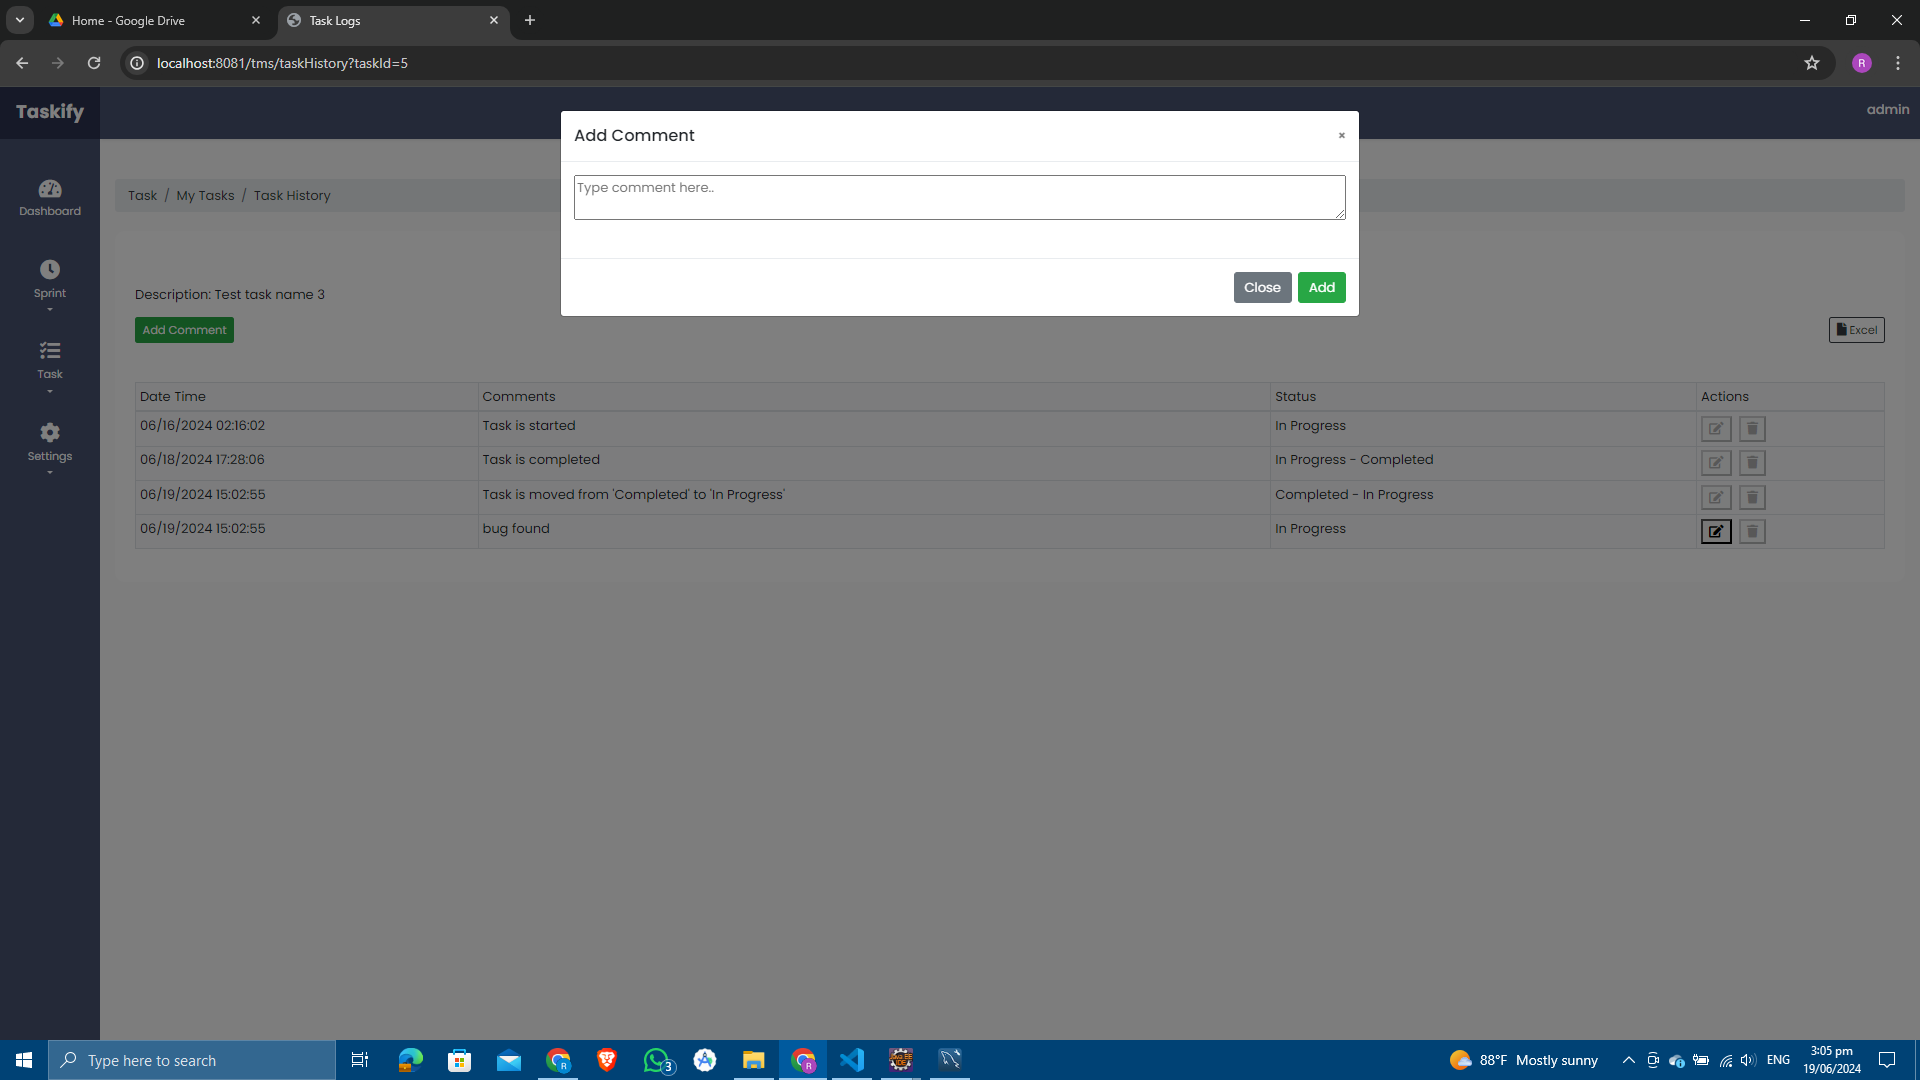 Home - Google Drive
Task Logs
localhost:8081/tms/taskHistory?taskId=5
R
Taskify
admin
Add Comment
×
Type comment here..
Close
Add
Dashboard
Sprint
Task
Settings
Task / My Tasks / Task History
Description: Test task name 3
Add Comment
Excel
Date Time Comments Status Actions
06/16/2024 02:16:02 Task is started In Progress
06/18/2024 17:28:06 Task is completed In Progress - Completed
06/19/2024 15:02:55 Task is moved from 'Completed' to 'In Progress' Completed - In Progress
06/19/2024 15:02:55 bug found In Progress
Type here to search
R
3
R
88°F Mostly sunny
ENG
3:05 pm
19/06/2024